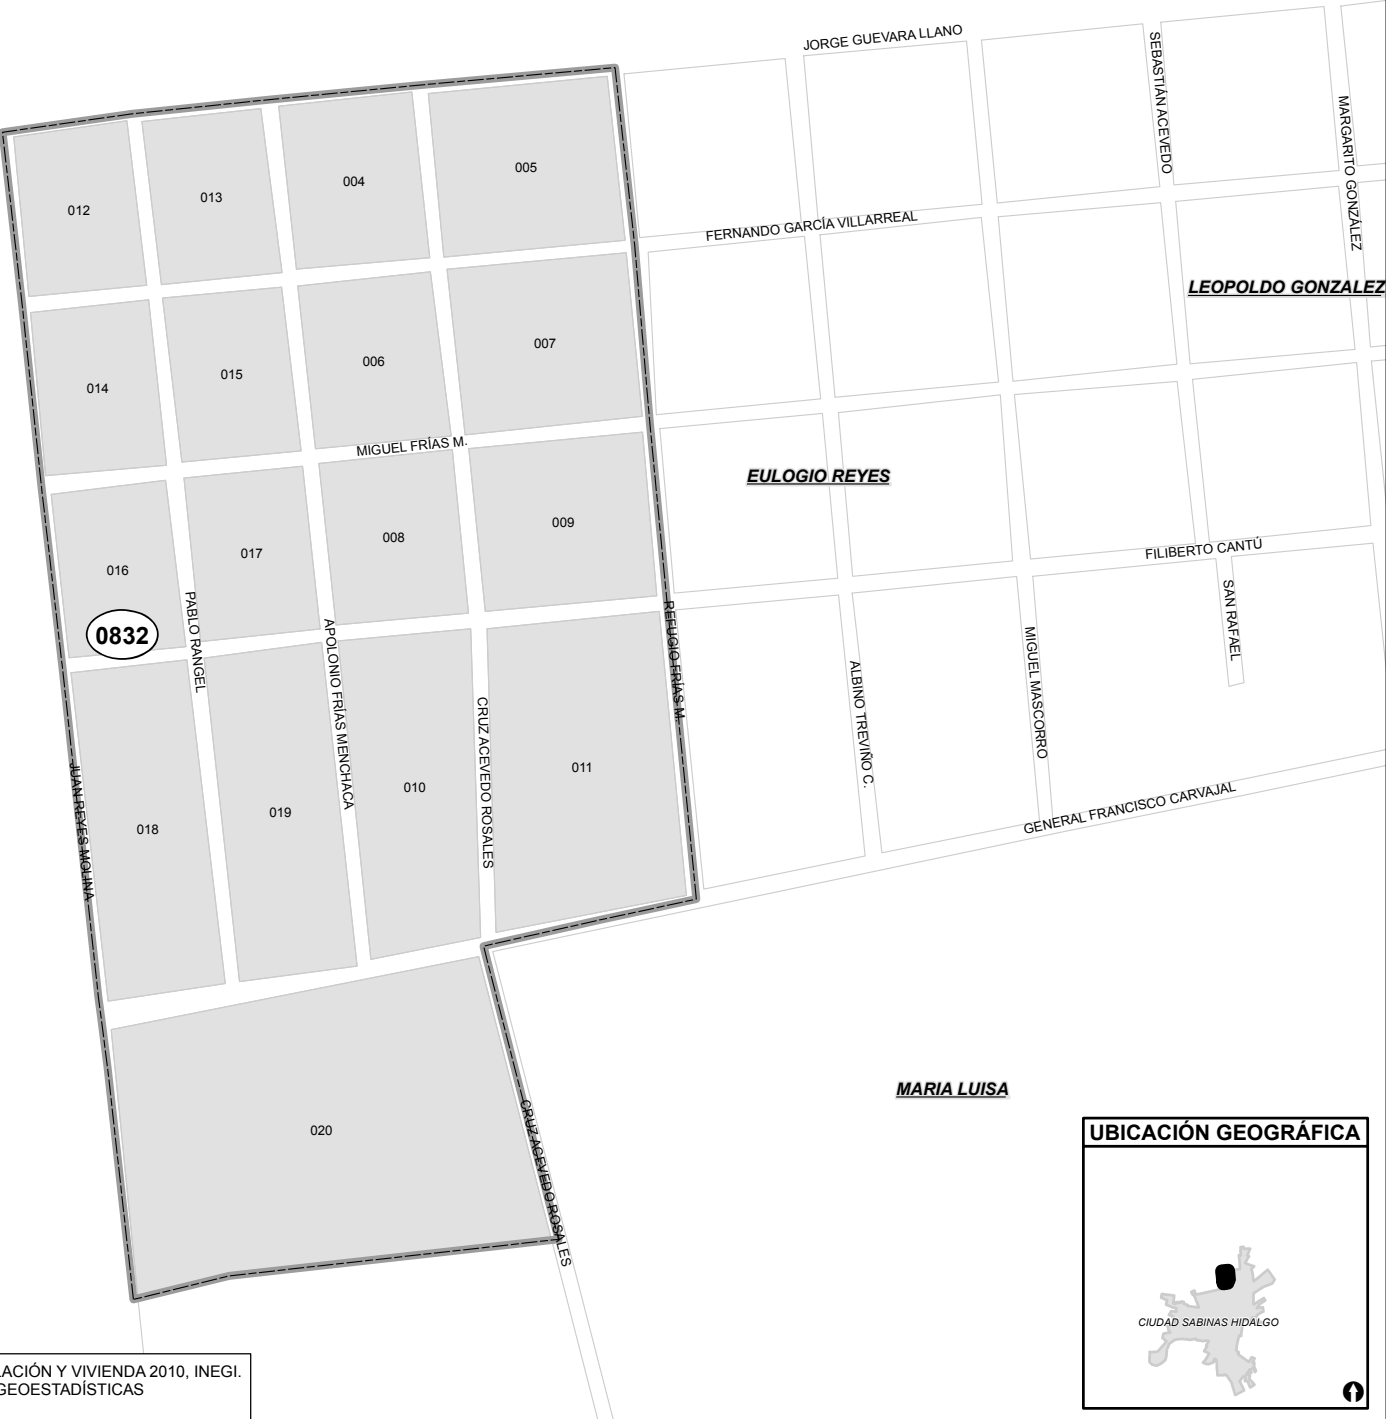 JORGE GUEVARA LLANO
SEBASTIÁN ACEVEDO
MARGARITO GONZÁLEZ
005
004
013
012
FERNANDO GARCÍA VILLARREAL
LEOPOLDO GONZALEZ
007
006
015
014
MIGUEL FRÍAS M.
EULOGIO REYES
009
008
017
016
FILIBERTO CANTÚ
SAN RAFAEL
0832
PABLO RANGEL
APOLONIO FRÍAS MENCHACA
REFUGIO FRÍAS M.
CRUZ ACEVEDO ROSALES
ALBINO TREVIÑO C.
MIGUEL MASCORRO
JUAN REYES MOLINA
011
010
019
018
GENERAL FRANCISCO CARVAJAL
MARIA LUISA
020
CRUZ ACEVEDO ROSALES
UBICACIÓN GEOGRÁFICA
CIUDAD SABINAS HIDALGO
LACIÓN Y VIVIENDA 2010, INEGI.
GEOESTADÍSTICAS